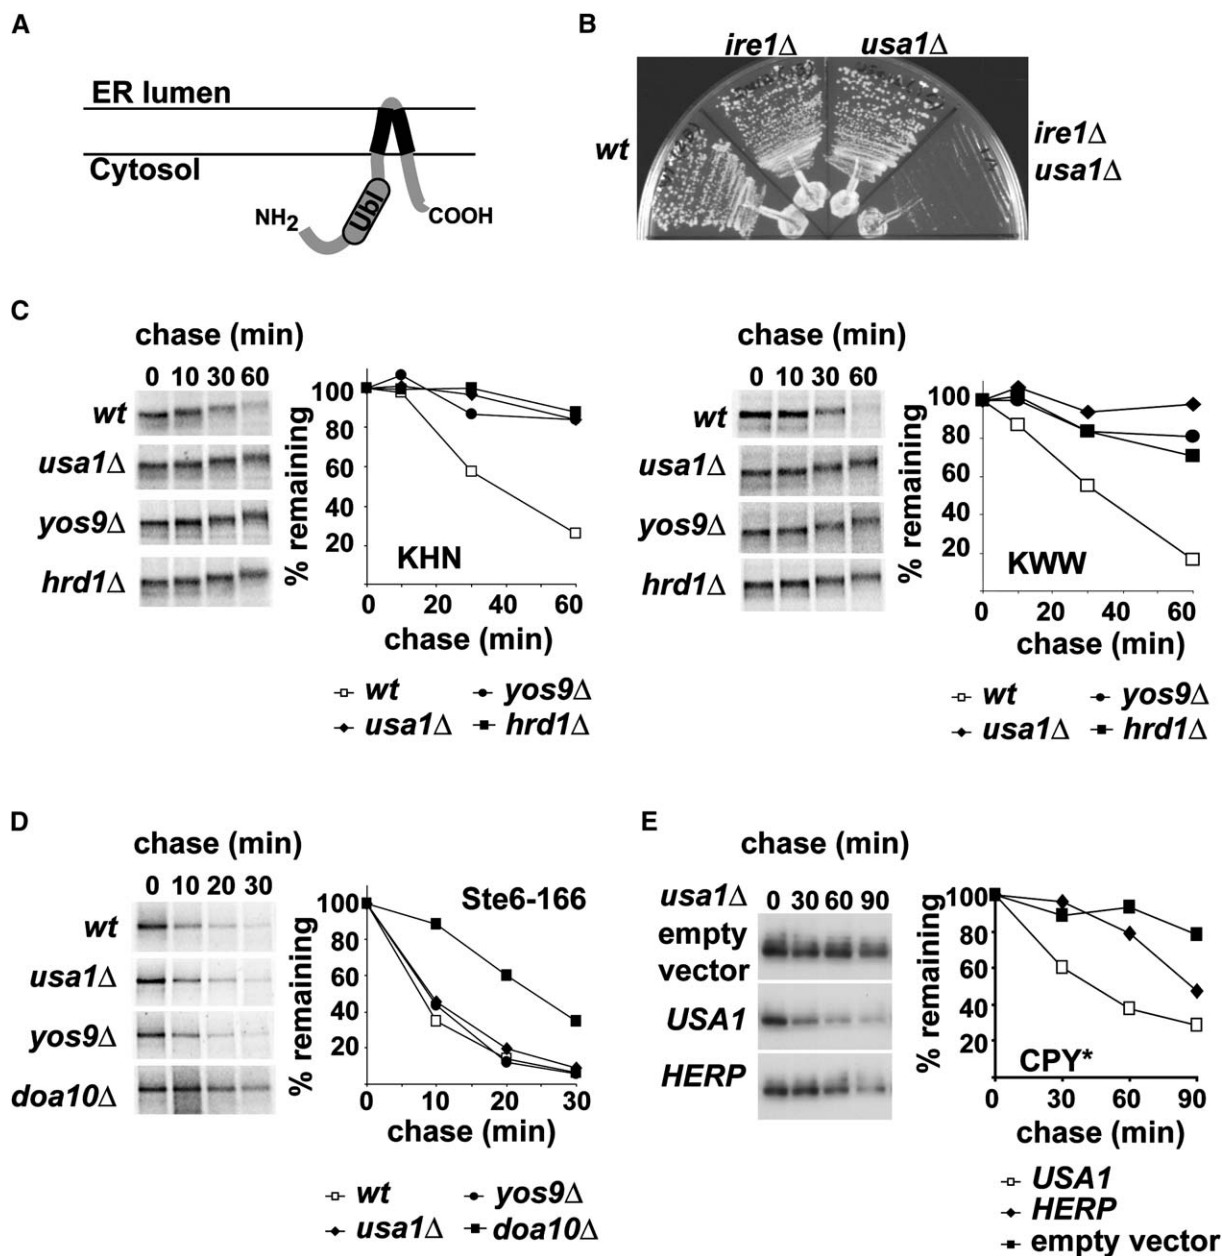 A
ER lumen
Cytosol
NH2
Ubl
COOH
B
ire1Δ usa1Δ
wt
ire1Δ
usa1Δ
C
chase (min)
0 10 30 60
wt
usa1Δ
yos9Δ
hrd1Δ
% remaining
100
80
60
40
20
KHN
0 20 40 60
chase (min)
wt yos9Δ
usa1Δ hrd1Δ
chase (min)
0 10 30 60
wt
usa1Δ
yos9Δ
hrd1Δ
% remaining
100
80
60
40
20
KWW
0 20 40 60
chase (min)
wt yos9Δ
usa1Δ hrd1Δ
D
chase (min)
0 10 20 30
wt
usa1Δ
yos9Δ
doa10Δ
% remaining
100
80
60
40
20
Ste6-166
0 10 20 30
chase (min)
wt yos9Δ
usa1Δ doa10Δ
E
chase (min)
usa1Δ 0 30 60 90
empty
vector
USA1
HERP
% remaining
100
80
60
40
20
CPY*
0 30 60 90
chase (min)
USA1
HERP
empty vector